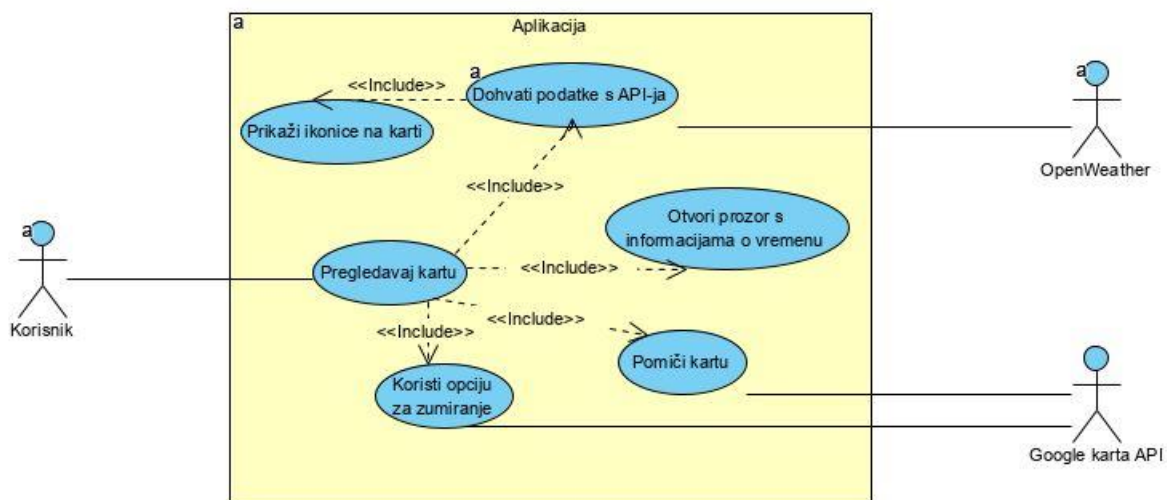 a
Aplikacija
a
<<Include>>
Dohvati podatke s API-ja
a
Prikaži ikonice na karti
OpenWeather
<<Include>>
Otvori prozor s
informacijama o vremenu
a
Pregledavaj kartu
<<Include>>
Korisnik
<<Include>>
<<Include>>
Pomiči kartu
Koristi opciju
za zumiranje
Google karta API